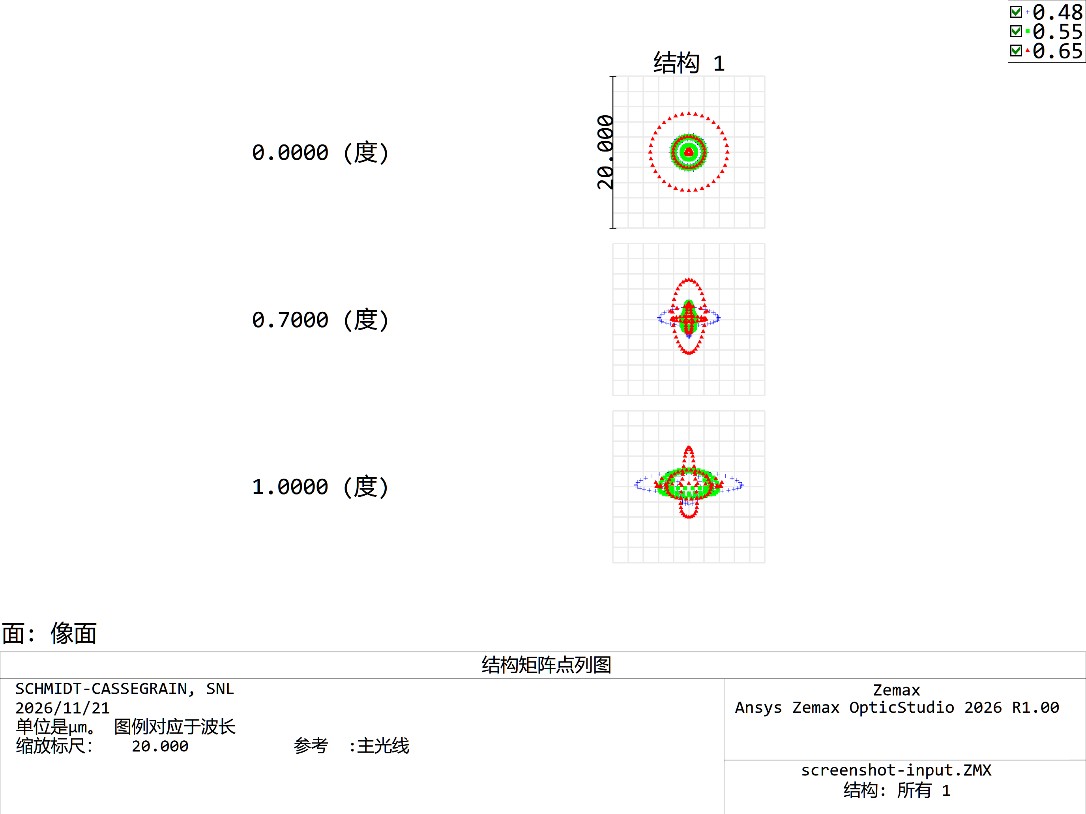 0.48
0.55
0.65
结构 1
20.000
0.0000 (度)
0.7000 (度)
1.0000 (度)
面: 像面
结构矩阵点列图
SCHMIDT-CASSEGRAIN, SNL
2026/11/21
单位是μm。 图例对应于波长
缩放标尺: 20.000 参考 :主光线
Zemax
Ansys Zemax OpticStudio 2026 R1.00
screenshot-input.ZMX
结构: 所有 1